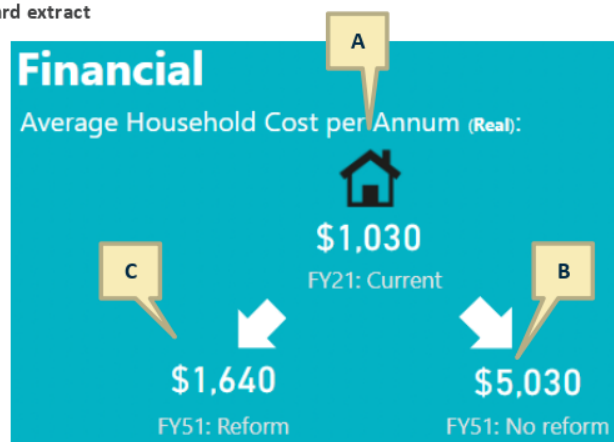 rd extract
A
Financial
Average Household Cost per Annum (Real):
$1,030
FY21: Current
C
B
$1,640
$5,030
FY51: Reform
FY51: No reform